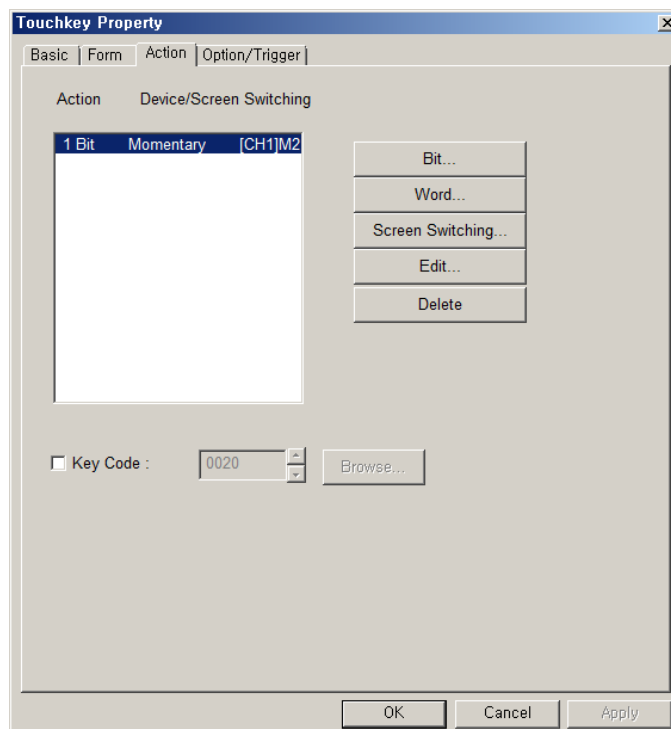 Touchkey Property
Basic Form Action Option/Trigger
Action Device/Screen Switching
1 Bit Momentary [CH1]M2
Bit...
Word...
Screen Switching...
Edit...
Delete
Key Code : 0020 Browse...
OK Cancel Apply